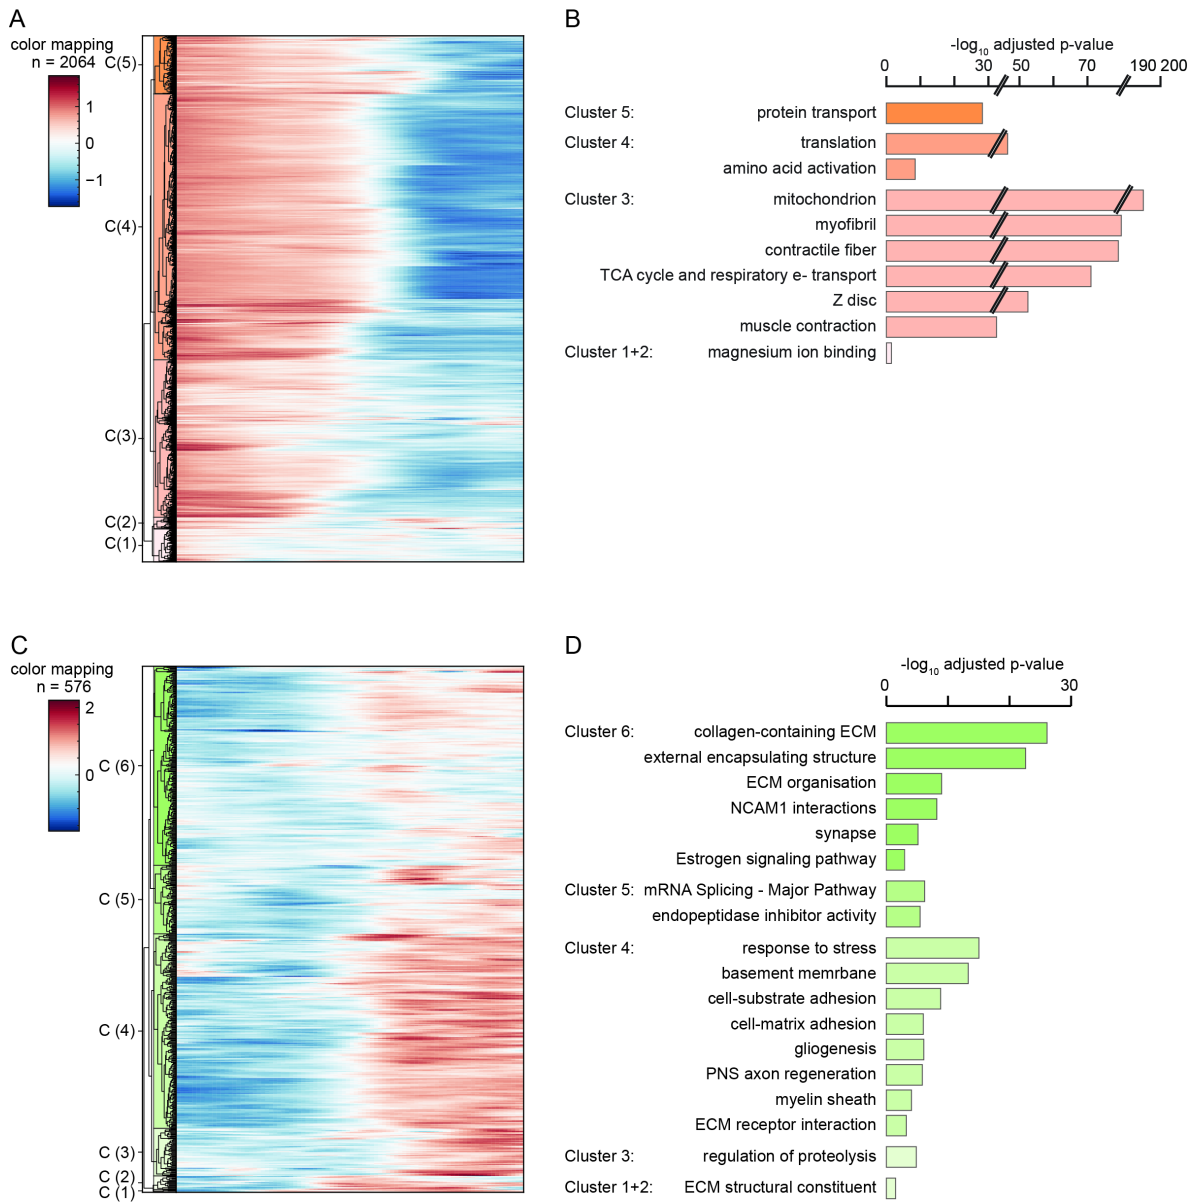 A
color mapping
n = 2064
1
0
−1
C(5)
C(4)
C(3)
C(2)
C(1)
B
-log10 adjusted p-value
0 30 50 70 190 200
Cluster 5: protein transport
Cluster 4: translation
amino acid activation
Cluster 3: mitochondrion
myofibril
contractile fiber
TCA cycle and respiratory e- transport
Z disc
muscle contraction
Cluster 1+2: magnesium ion binding
C
color mapping
n = 576
2
0
C (6)
C (5)
C (4)
C (3)
C (2)
C (1)
D
-log10 adjusted p-value
0 30
Cluster 6: collagen-containing ECM
external encapsulating structure
ECM organisation
NCAM1 interactions
synapse
Estrogen signaling pathway
Cluster 5: mRNA Splicing - Major Pathway
endopeptidase inhibitor activity
Cluster 4: response to stress
basement memrbane
cell-substrate adhesion
cell-matrix adhesion
gliogenesis
PNS axon regeneration
myelin sheath
ECM receptor interaction
Cluster 3: regulation of proteolysis
Cluster 1+2: ECM structural constituent